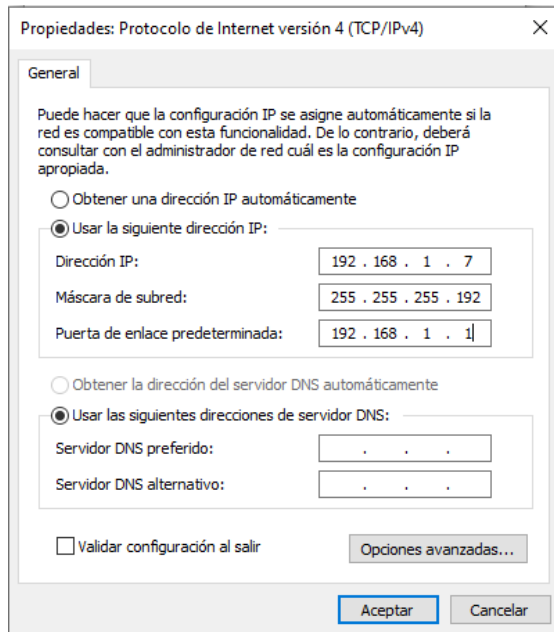 Propiedades: Protocolo de Internet versión 4 (TCP/IPv4)
General
Puede hacer que la configuración IP se asigne automáticamente si la
red es compatible con esta funcionalidad. De lo contrario, deberá
consultar con el administrador de red cuál es la configuración IP
apropiada.
Obtener una dirección IP automáticamente
Usar la siguiente dirección IP:
Dirección IP: 192 . 168 . 1 . 7
Máscara de subred: 255 . 255 . 255 . 192
Puerta de enlace predeterminada: 192 . 168 . 1 . 1
Obtener la dirección del servidor DNS automáticamente
Usar las siguientes direcciones de servidor DNS:
Servidor DNS preferido: . . .
Servidor DNS alternativo: . . .
Validar configuración al salir Opciones avanzadas...
Aceptar Cancelar